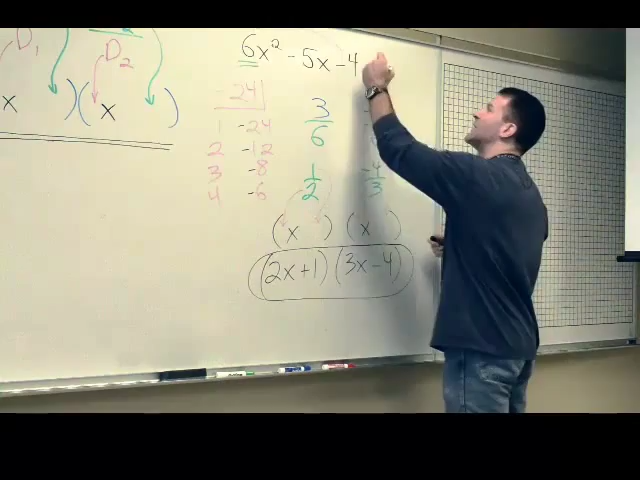 D₁ D₂
x )( x )
6x² - 5x - 4
-24
1 -24
2 -12
3 -8
4 -6
3/6
1/2 -4/3
(x ) (x )
(2x+1) (3x-4)